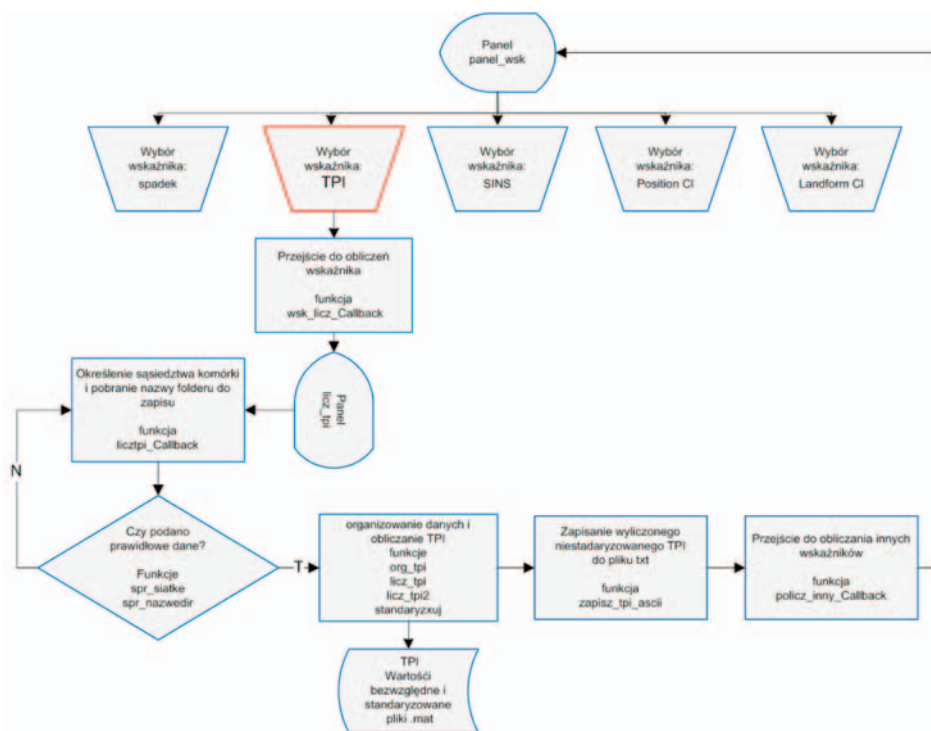 Panel
panel_wsk
Wybór
wskaźnika:
spadek
Wybór
wskaźnika:
TPI
Wybór
wskaźnika:
SINS
Wybór
wskaźnika:
Position CI
Wybór
wskaźnika:
Landform CI
Przejście do obliczeń
wskaźnika
funkcja
wsk_licz_Callback
Panel
licz_tpi
Określenie sąsiedztwa komórki
i pobranie nazwy folderu do
zapisu
funkcja
licztpi_Callback
N
Czy podano
prawidłowe dane?
Funkcje
spr_siatke
spr_nazwedir
T
organizowanie danych i
obliczanie TPI
funkcje
org_tpi
licz_tpi
licz_tpi2
standaryzxuj
Zapisanie wyliczonego
niestadaryzowanego TPI
do pliku txt
funkcja
zapisz_tpi_ascii
Przejście do obliczania innych
wskaźników
funkcja
policz_inny_Callback
TPI
Wartośći
bezwzględne i
standaryzowane
pliki .mat